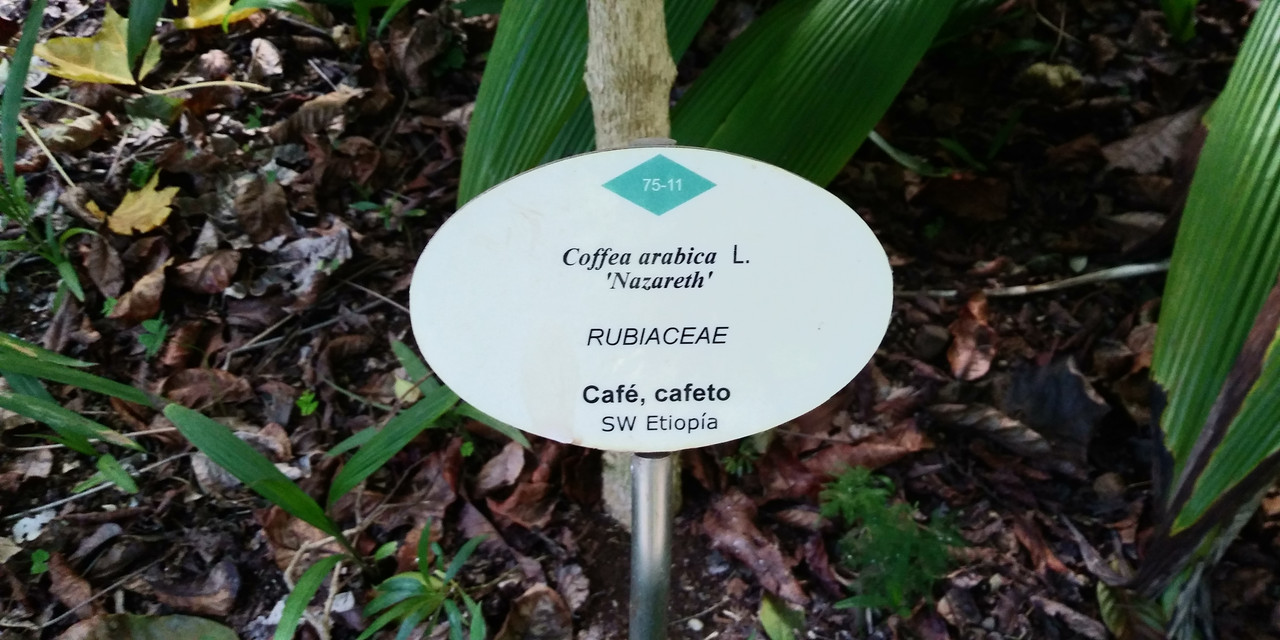 75-11
Coffea arabica L.
'Nazareth'
RUBIACEAE
Café, cafeto
SW Etiopía